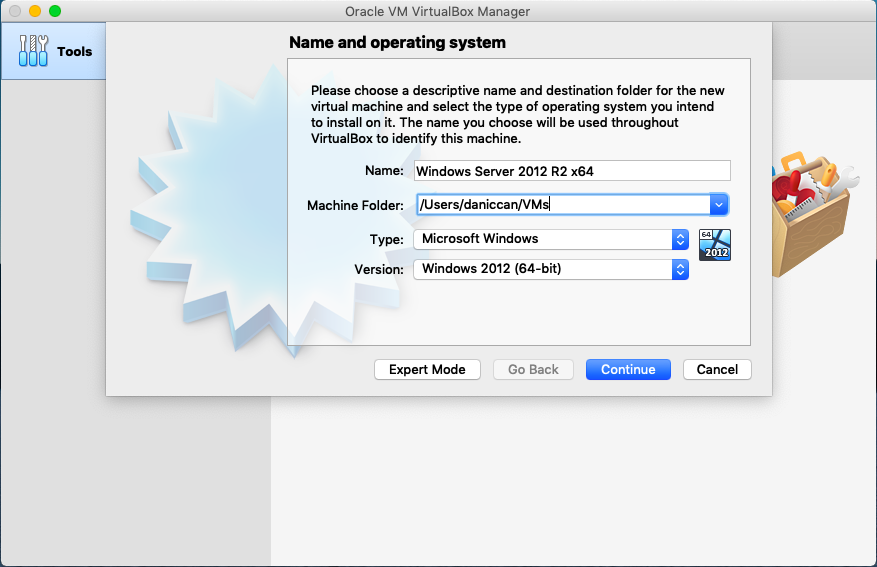 Oracle VM VirtualBox Manager
Tools
Name and operating system
Please choose a descriptive name and destination folder for the new
virtual machine and select the type of operating system you intend
to install on it. The name you choose will be used throughout
VirtualBox to identify this machine.
Name: Windows Server 2012 R2 x64
Machine Folder: /Users/daniccan/VMs
Type: Microsoft Windows
64
2012
Version: Windows 2012 (64-bit)
Expert Mode Go Back Continue Cancel